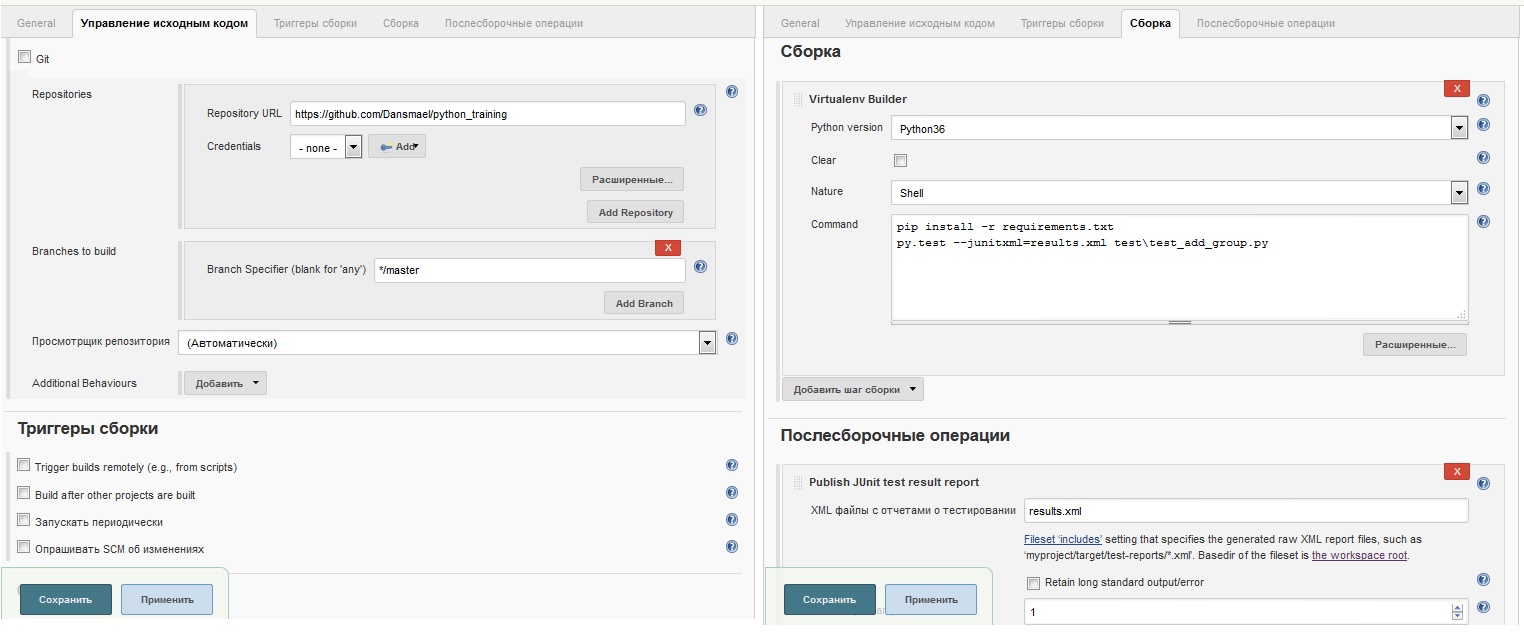 General Управление исходным кодом Триггеры сборки Сборка Послесборочные операции
Git
Repositories
Repository URL https://github.com/Dansmael/python_training
Credentials - none - Add
Расширенные...
Add Repository
Branches to build
X
Branch Specifier (blank for 'any') */master
Add Branch
Просмотрщик репозитория (Автоматически)
Additional Behaviours Добавить
Триггеры сборки
Trigger builds remotely (e.g., from scripts)
Build after other projects are built
Запускать периодически
Опрашивать SCM об изменениях
Сохранить Применить
General Управление исходным кодом Триггеры сборки Сборка Послесборочные операции
Сборка
X
Virtualenv Builder
Python version Python36
Clear
Nature Shell
Command pip install -r requirements.txt
py.test --junitxml=results.xml test\test_add_group.py
Расширенные...
Добавить шаг сборки
Послесборочные операции
X
Publish JUnit test result report
XML файлы с отчетами о тестировании results.xml
Fileset 'includes' setting that specifies the generated raw XML report files, such as
'myproject/target/test-reports/*.xml'. Basedir of the fileset is the workspace root.
Retain long standard output/error
1
Сохранить Применить